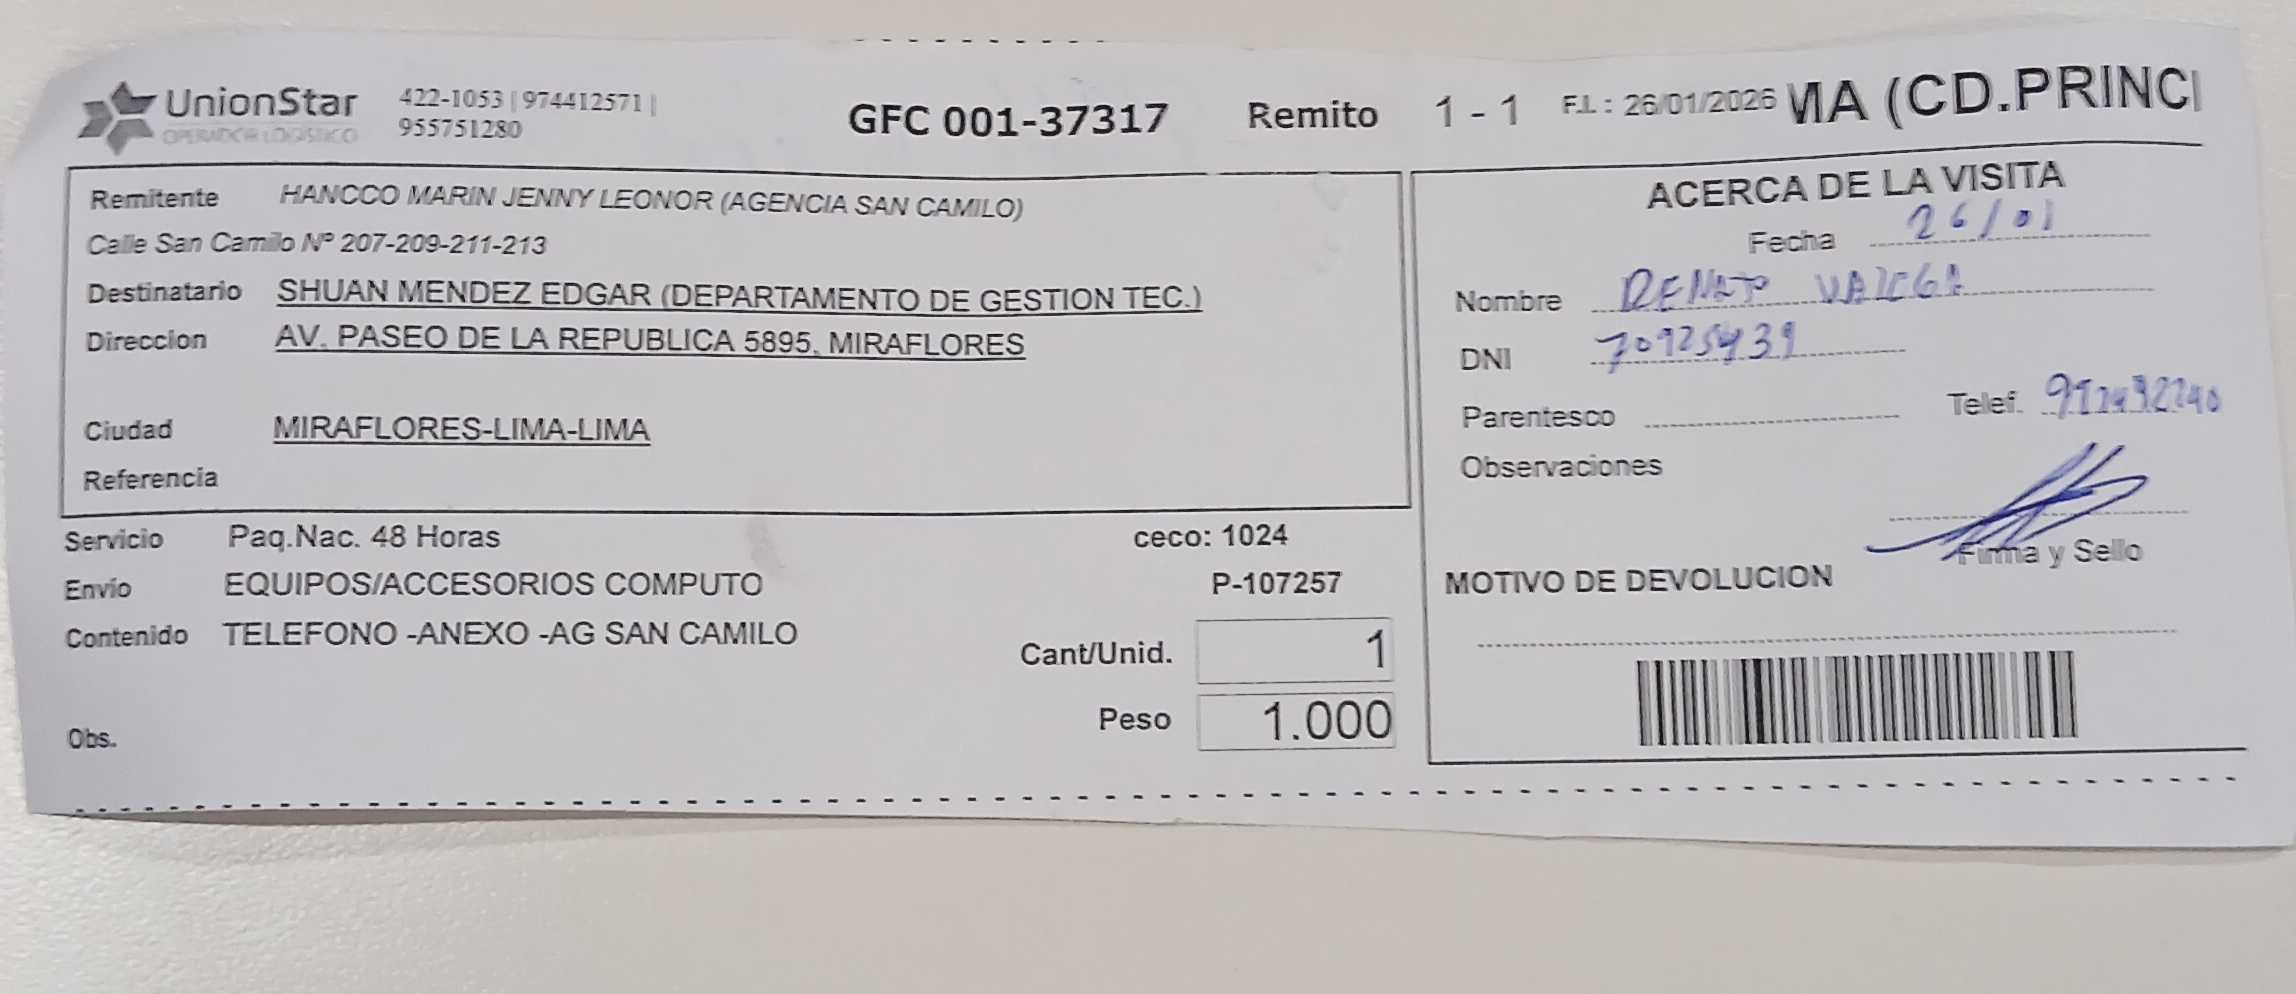 UnionStar
OPERADOR LOGISTICO
422-1053 | 974412571 |
955751280
GFC 001-37317 Remito 1 - 1 F.I.: 26/01/2026 MA (CD.PRINCI
Remitente HANCCO MARIN JENNY LEONOR (AGENCIA SAN CAMILO)
Calle San Camilo Nº 207-209-211-213
Destinatario SHUAN MENDEZ EDGAR (DEPARTAMENTO DE GESTION TEC.)
Direccion AV. PASEO DE LA REPUBLICA 5895, MIRAFLORES
Ciudad MIRAFLORES-LIMA-LIMA
Referencia
Servicio Paq.Nac. 48 Horas ceco: 1024
Envío EQUIPOS/ACCESORIOS COMPUTO P-107257
Contenido TELEFONO -ANEXO -AG SAN CAMILO
Cant/Unid. 1
Peso 1.000
Obs.
ACERCA DE LA VISITA
Fecha 26/01
Nombre RENATO
DNI
Parentesco Telef.
Observaciones
Firma y Sello
MOTIVO DE DEVOLUCION